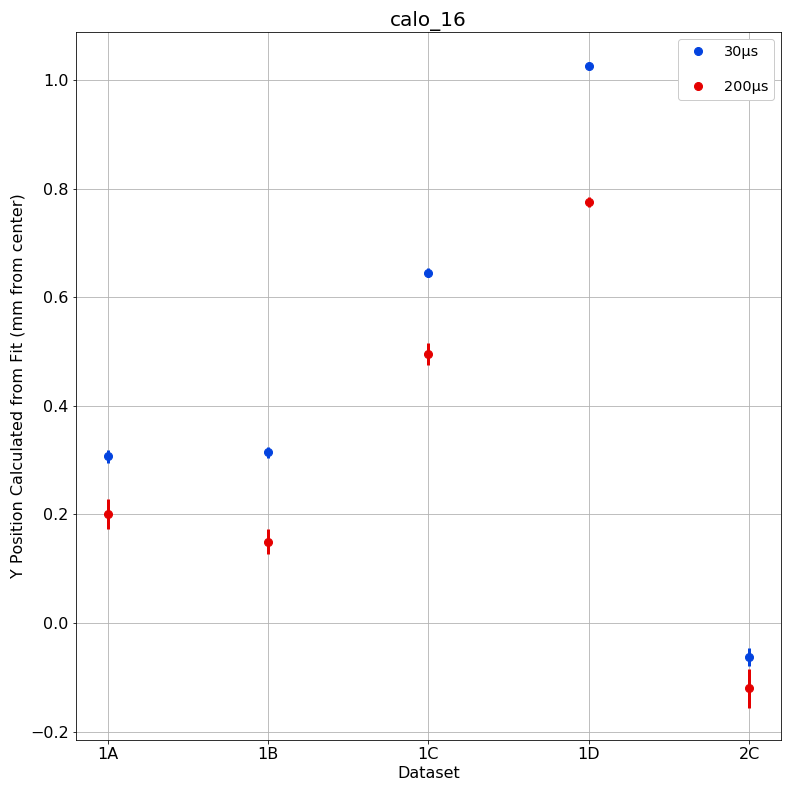 calo_16
30μs
200μs
Y Position Calculated from Fit (mm from center)
1.0
0.8
0.6
0.4
0.2
0.0
−0.2
1A 1B 1C 1D 2C
Dataset